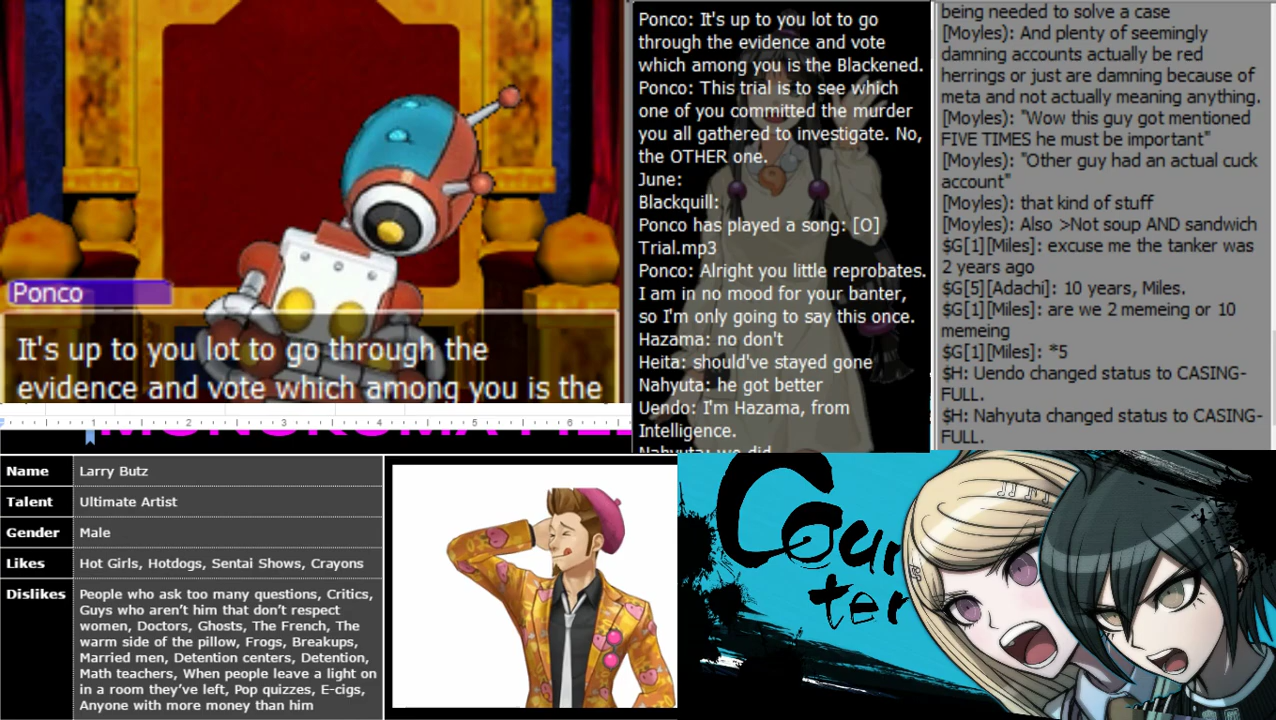 Ponco
It's up to you lot to go through the
evidence and vote which among you is the
Ponco: It's up to you lot to go
through the evidence and vote
which among you is the Blackened.
Ponco: This trial is to see which
one of you committed the murder
you all gathered to investigate. No,
the OTHER one.
June:
Blackquill:
Ponco has played a song: [O]
Trial.mp3
Ponco: Alright you little reprobates.
I am in no mood for your banter,
so I'm only going to say this once.
Hazama: no don't
Heita: should've stayed gone
Nahyuta: he got better
Uendo: I'm Hazama, from
Intelligence.
Nahyuta: we did
being needed to solve a case
[Moyles): And plenty of seemingly
damning accounts actually be red
herrings or just are damning because of
meta and not actually meaning anything.
[Moyles): "Wow this guy got mentioned
FIVE TIMES he must be important"
[Moyles): "Other guy had an actual cuck
account"
[Moyles): that kind of stuff
[Moyles): Also >Not soup AND sandwich
$G[1][Miles]: excuse me the tanker was
2 years ago
$G[5][Adachi]: 10 years, Miles.
$G[1][Miles]: are we 2 memeing or 10
memeing
$G[1][Miles]: *5
$H: Uendo changed status to CASING-
FULL.
$H: Nahyuta changed status to CASING-
FULL.
1 2 3 4 5 6
Name Larry Butz
Talent Ultimate Artist
Gender Male
Likes Hot Girls, Hotdogs, Sentai Shows, Crayons
Dislikes People who ask too many questions, Critics,
Guys who aren't him that don't respect
women, Doctors, Ghosts, The French, The
warm side of the pillow, Frogs, Breakups,
Married men, Detention centers, Detention,
Math teachers, When people leave a light on
in a room they've left, Pop quizzes, E-cigs,
Anyone with more money than him
Coun
ter